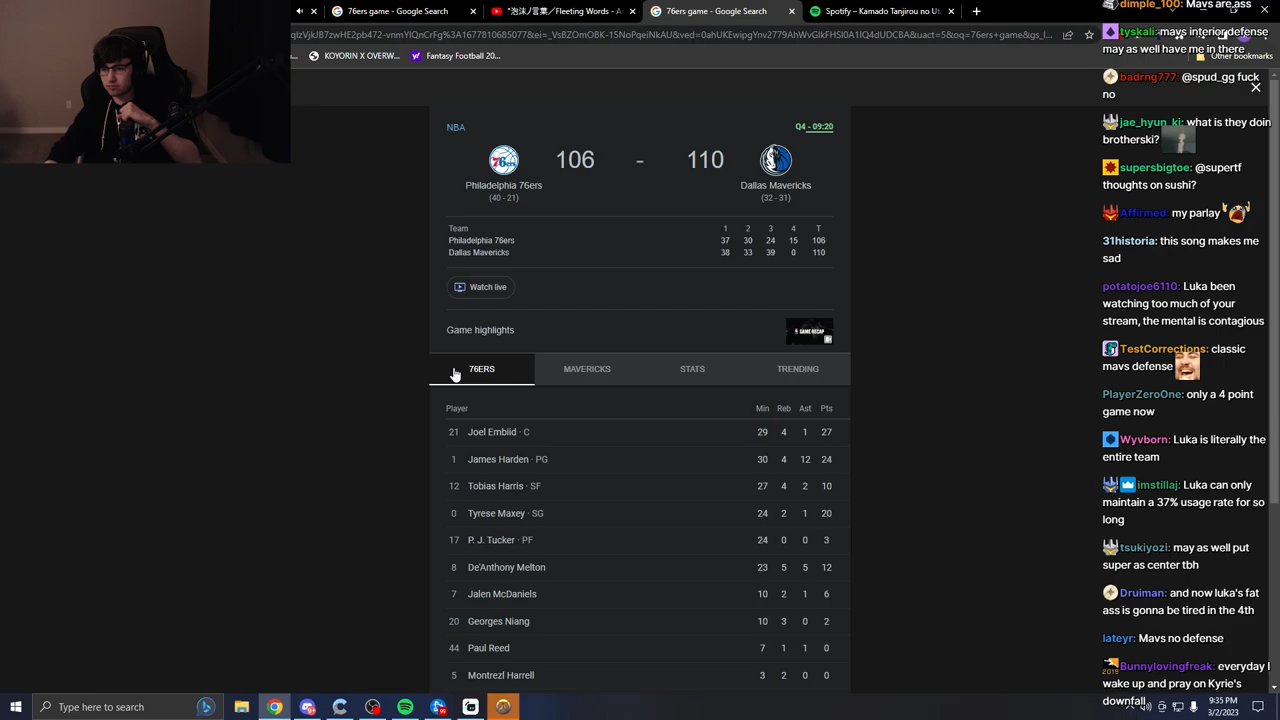 76ers game - Google Search
"泡沫ノ言葉／Fleeting Words - A
76ers game - Google Search
Spotify – Kamado Tanjirou no Ut
KOYORIN X OVERW...
Fantasy Football 20...
Other bookmarks
NBA
Q4 - 09:20
106 - 110
Philadelphia 76ers
Dallas Mavericks
(40 - 21)
(32 - 31)
Team 1 2 3 4 T
Philadelphia 76ers 37 30 24 15 106
Dallas Mavericks 38 33 39 0 110
Watch live
Game highlights
GAME RECAP
76ERS MAVERICKS STATS TRENDING
Player Min Reb Ast Pts
21 Joel Embiid · C 29 4 1 27
1 James Harden · PG 30 4 12 24
12 Tobias Harris · SF 27 4 2 10
0 Tyrese Maxey · SG 24 2 1 20
17 P. J. Tucker · PF 24 0 0 3
8 De'Anthony Melton 23 5 5 12
7 Jalen McDaniels 10 2 1 6
20 Georges Niang 10 3 0 2
44 Paul Reed 7 1 1 0
5 Montrezl Harrell 3 2 0 0
dimple_100: Mavs are ass
tyskali: mavs interior defense
may as well have me in there
badrng777: @spud_gg fuck
no
jae_hyun_ki: what is they doin
brotherski?
supersbigtoe: @supertf
thoughts on sushi?
Affirmed: my parlay
31historia: this song makes me
sad
potatojoe6110: Luka been
watching too much of your
stream, the mental is contagious
TestCorrections: classic
mavs defense
PlayerZeroOne: only a 4 point
game now
Wyvborn: Luka is literally the
entire team
imstillaj: Luka can only
maintain a 37% usage rate for so
long
tsukiyozi: may as well put
super as center tbh
Druiman: and now luka's fat
ass is gonna be tired in the 4th
lateyr: Mavs no defense
Bunnylovingfreak: everyday I
wake up and pray on Kyrie's
downfall
Type here to search
99
9:35 PM
3/2/2023